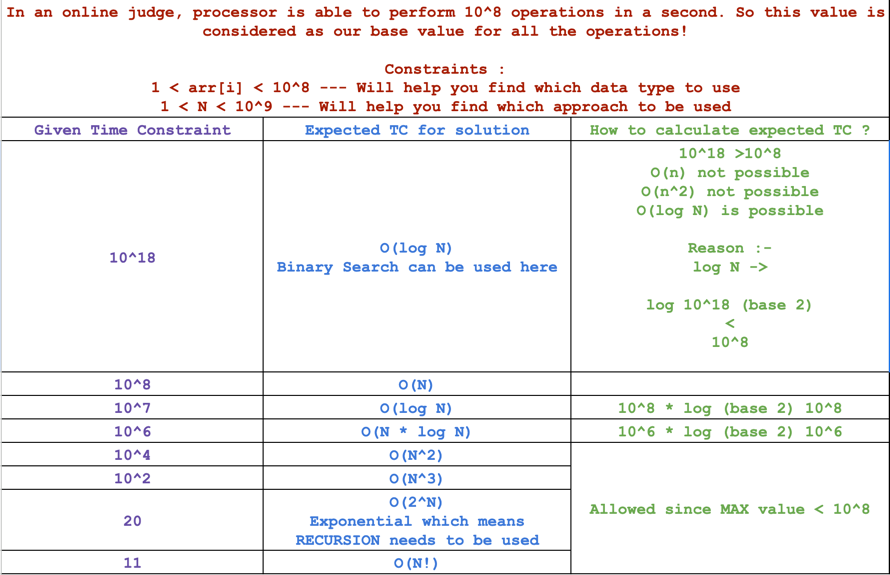 In an online judge, processor is able to perform 10^8 operations in a second. So this value is
considered as our base value for all the operations!
Constraints :
1 < arr[i] < 10^8 --- Will help you find which data type to use
1 < N < 10^9 --- Will help you find which approach to be used
Given Time Constraint
Expected TC for solution
How to calculate expected TC ?
10^18
O(log N)
Binary Search can be used here
10^18 >10^8
O(n) not possible
O(n^2) not possible
O(log N) is possible
Reason :-
log N ->
log 10^18 (base 2)
<
10^8
10^8
O(N)
10^7
O(log N)
10^8 * log (base 2) 10^8
10^6
O(N * log N)
10^6 * log (base 2) 10^6
10^4
O(N^2)
10^2
O(N^3)
20
O(2^N)
Exponential which means
RECURSION needs to be used
Allowed since MAX value < 10^8
11
O(N!)